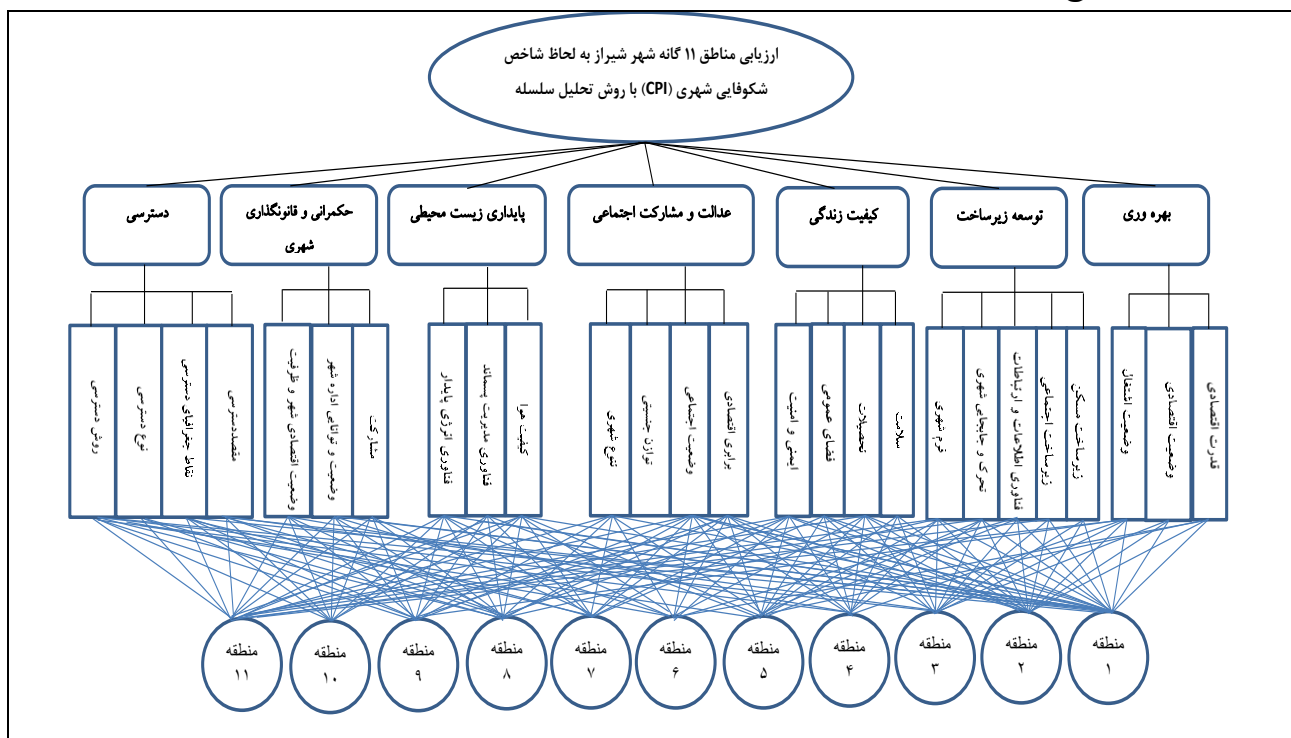 ارزیابی مناطق ۱۱ گانه شهر شیراز به لحاظ شاخص
شکوفایی شهری (CPI) با روش تحلیل سلسله
بهره وری
توسعه زیرساخت
کیفیت زندگی
عدالت و مشارکت اجتماعی
پایداری زیست محیطی
حکمرانی و قانونگذاری
شهری
دسترسی
قدرت اقتصادی
وضعیت اقتصادی
وضعیت اشتغال
زیرساخت مسکن
زیرساخت اجتماعی
فناوری اطلاعات و ارتباطات
تحرک و جابجایی شهری
فرم شهری
سلامت
تحصیلات
فضای عمومی
ایمنی و امنیت
برابری اقتصادی
وضعیت اجتماعی
توازن جنسیتی
تنوع شهری
کیفیت هوا
فناوری مدیریت پسماند
فناوری انرژی پایدار
مشارکت
وضعیت و توانایی اداره شهر
وضعیت اقتصادی شهر و ظرفیت
مقصددسترسی
نقاط جغرافیای دسترسی
نوع دسترسی
روش دسترسی
منطقه
۱
منطقه
۲
منطقه
۳
منطقه
۴
منطقه
۵
منطقه
۶
منطقه
۷
منطقه
۸
منطقه
۹
منطقه
۱۰
منطقه
۱۱